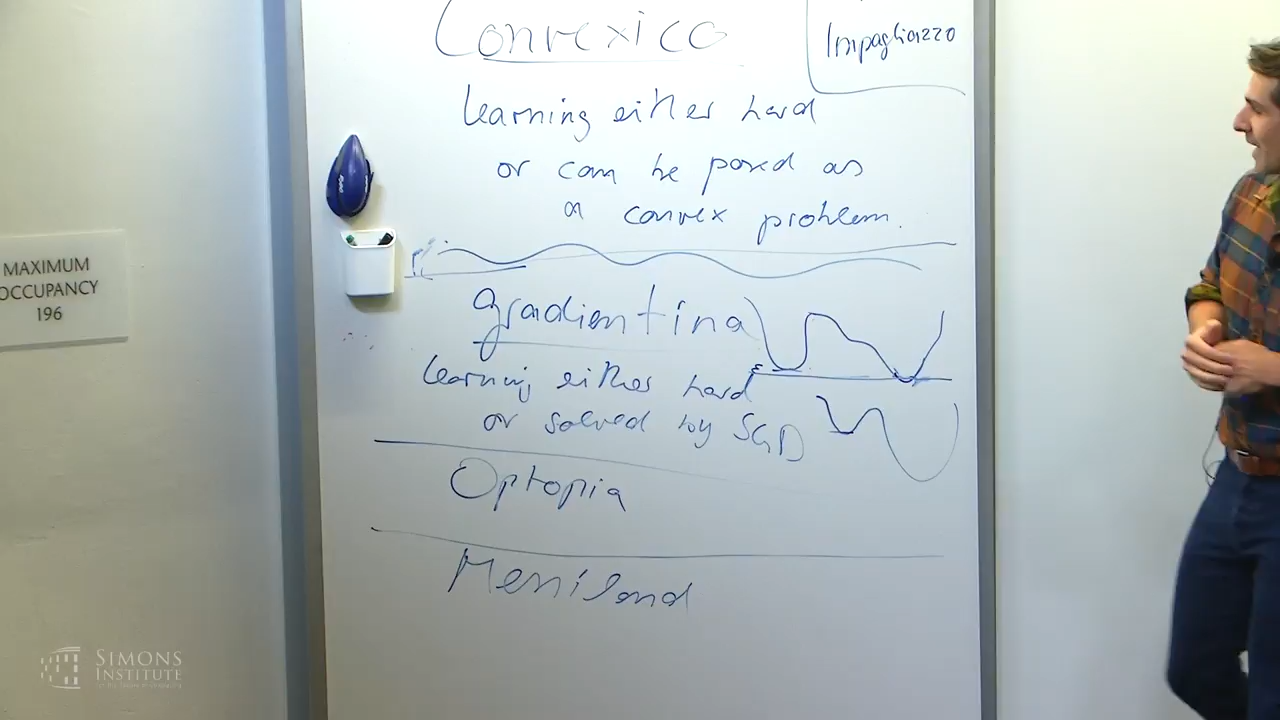 Convexico
Impagliazzo
learning either hard
or can be posed as
a convex problem.
gradientina
learning either hard
or solved by SGD
Optopia
Messiland
MAXIMUM
OCCUPANCY
196
SIMONS
INSTITUTE